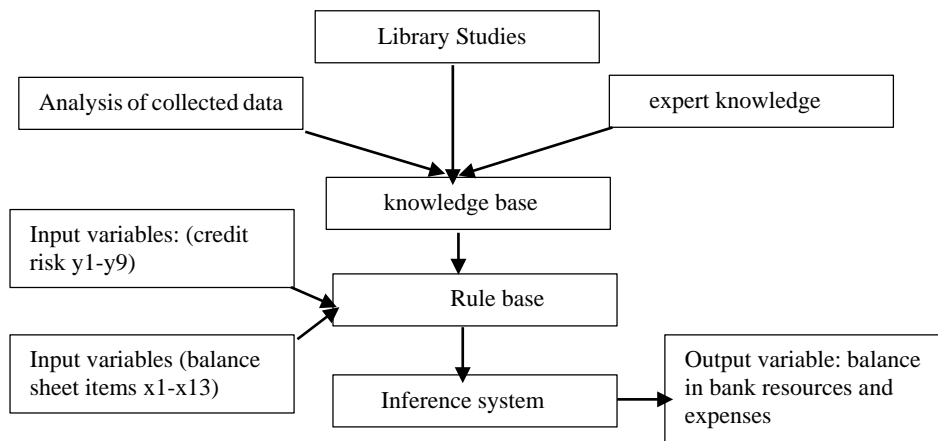 Library Studies
Analysis of collected data
expert knowledge
knowledge base
Input variables: (credit
risk y1-y9)
Rule base
Input variables (balance
sheet items x1-x13)
Output variable: balance
in bank resources and
expenses
Inference system